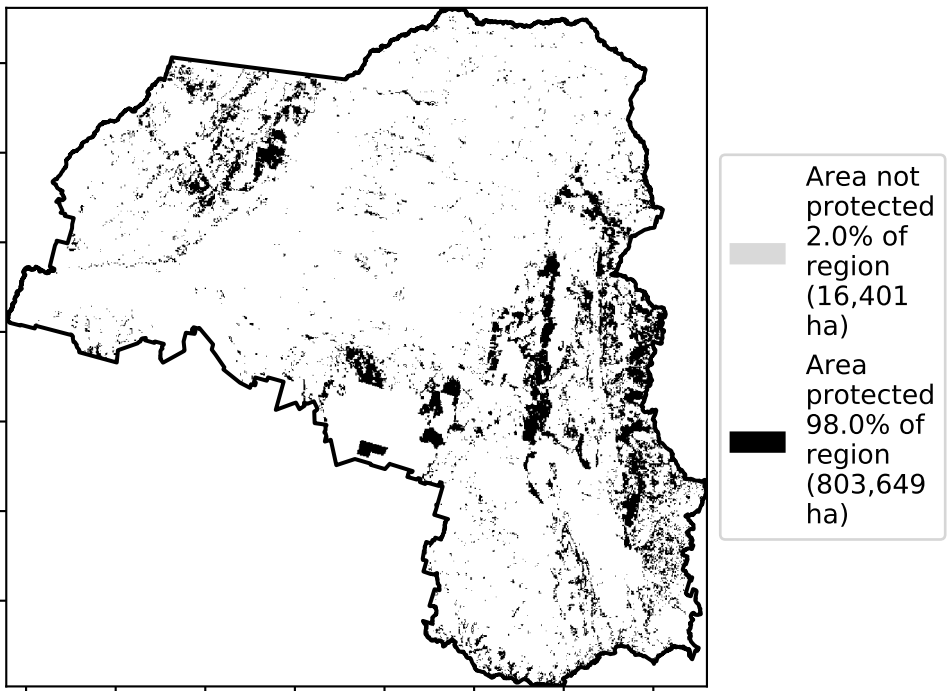 Area not
protected
2.0% of
region
(16,401
ha)
Area
protected
98.0% of
region
(803,649
ha)